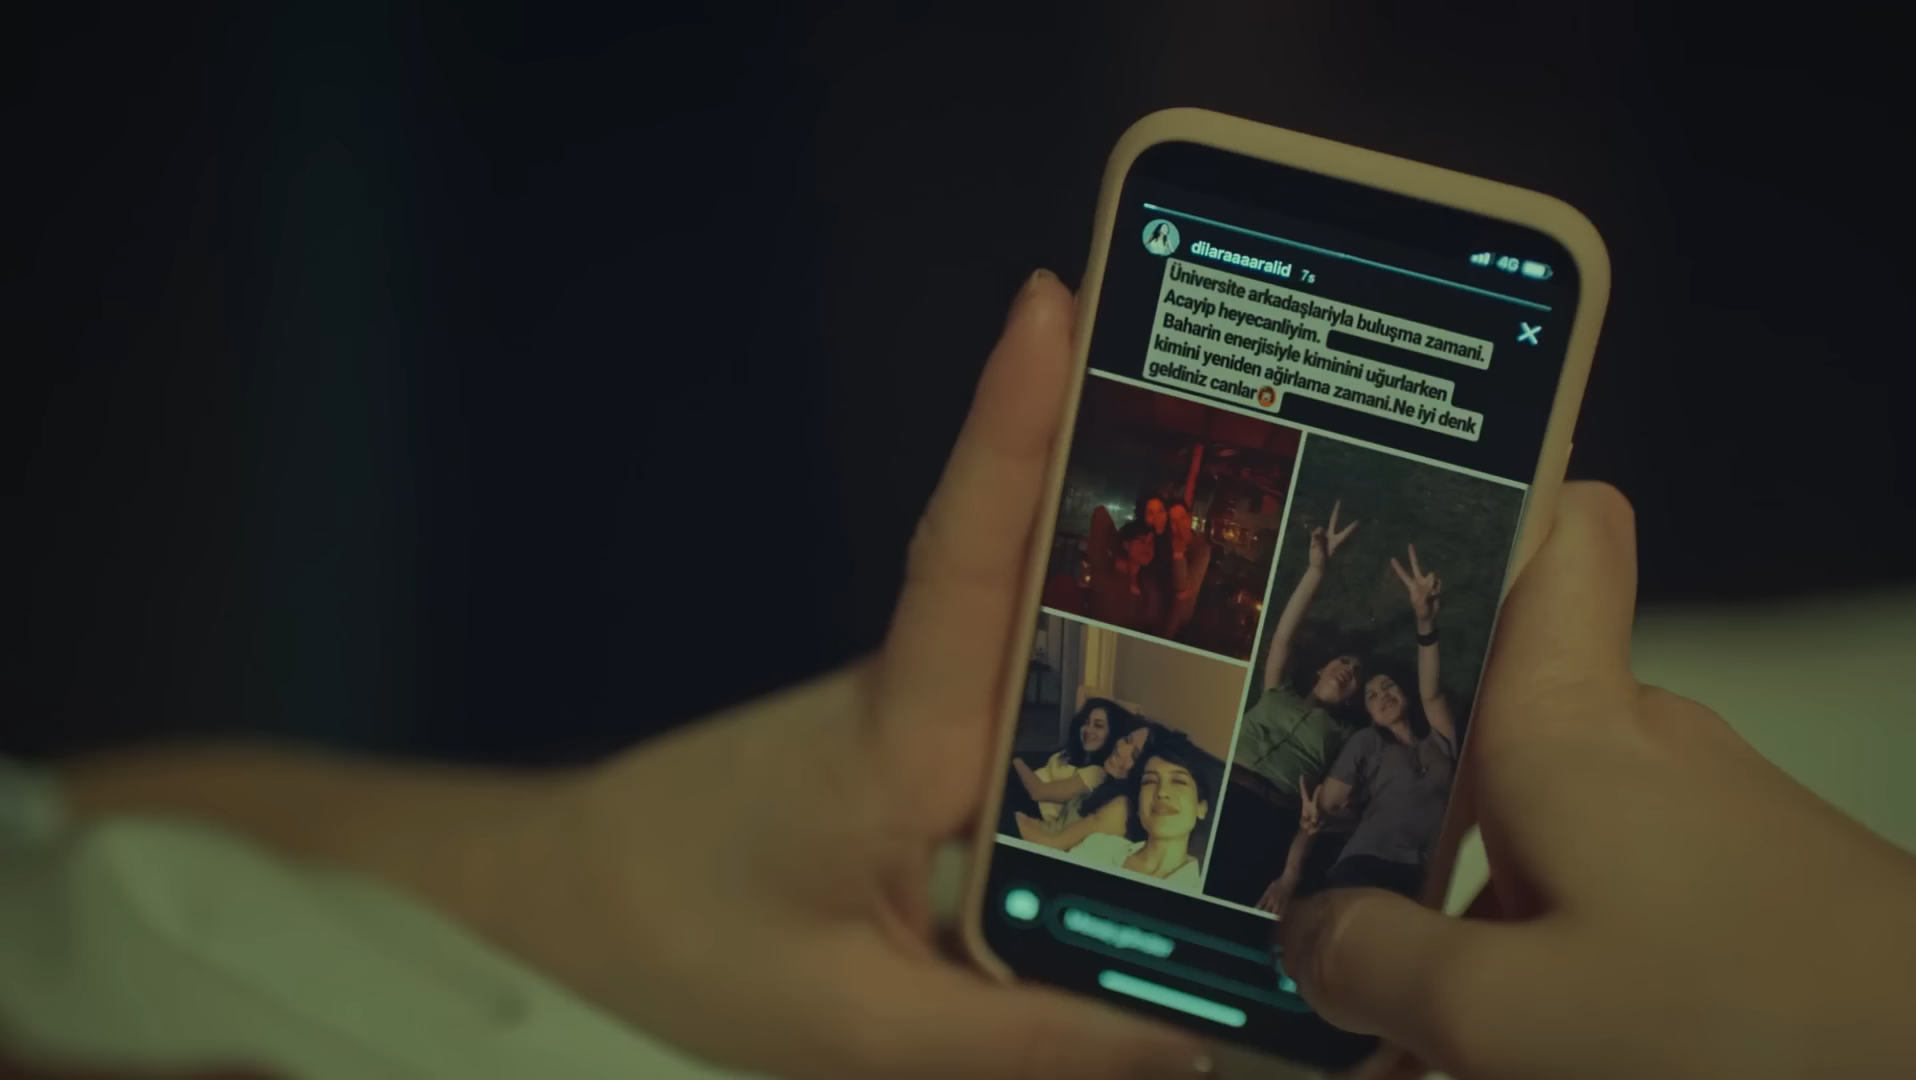 4G
dilaraaaaralid 7s
Üniversite arkadaşlariyla buluşma zamani.
Acayip heyecanliyim.
Baharin enerjisiyle kiminini uğurlarken
kimini yeniden ağirlama zamani.Ne iyi denk
geldiniz canlar